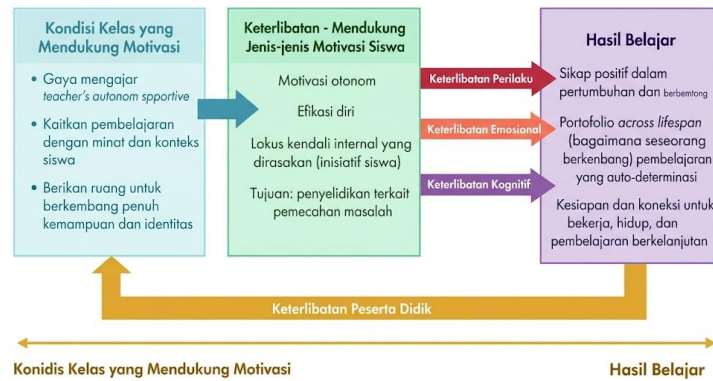 Kondisi Kelas yang
Mendukung Motivasi
• Gaya mengajar
teacher's autonom spportive
• Kaitkan pembelajaran
dengan minat dan konteks
siswa
• Berikan ruang untuk
berkembang penuh
kemampuan dan identitas
Keterlibatan - Mendukung
Jenis-jenis Motivasi Siswa
Motivasi otonom
Efikasi diri
Lokus kendali internal yang
dirasakan (inisiatif siswa)
Tujuan: penyelidikan terkait
pemecahan masalah
Keterlibatan Perilaku
Keterlibatan Emosional
Keterlibatan Kognitif
Hasil Belajar
Sikap positif dalam
pertumbuhan dan berbemtong
Portofolio across lifespan
(bagaimana seseorang
berkenbang) pembelajaran
yang auto-determinasi
Kesiapan dan koneksi untuk
bekerja, hidup, dan
pembelajaran berkelanjutan
Keterlibatan Peserta Didik
Konidis Kelas yang Mendukung Motivasi
Hasil Belajar